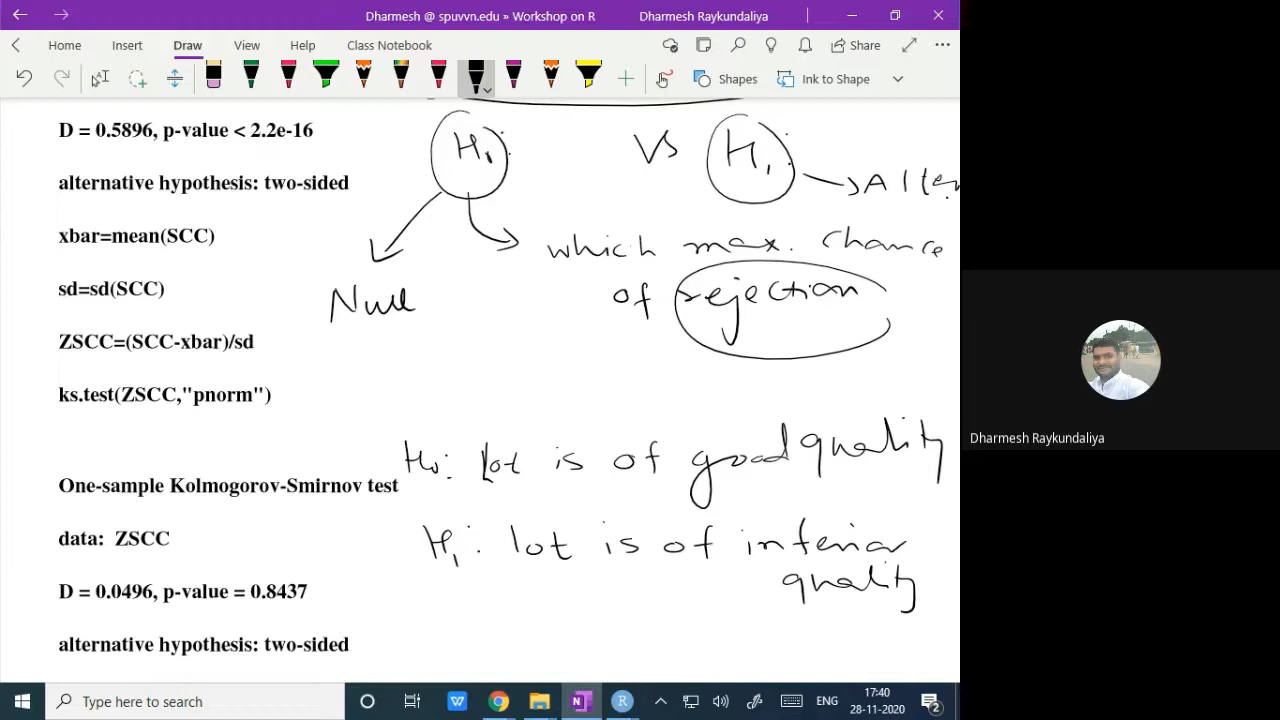 Dharmesh @ spuvvn.edu » Workshop on R
Dharmesh Raykundaliya
Home Insert Draw View Help Class Notebook
Share
Shapes
Ink to Shape
D = 0.5896, p-value < 2.2e-16
alternative hypothesis: two-sided
xbar=mean(SCC)
sd=sd(SCC)
ZSCC=(SCC-xbar)/sd
ks.test(ZSCC,"pnorm")
One-sample Kolmogorov-Smirnov test
data: ZSCC
D = 0.0496, p-value = 0.8437
alternative hypothesis: two-sided
VS H1
Alter
which max. chance
of rejection
Null
H0: Lot is of good quality
H1: lot is of inferior
quality
Dharmesh Raykundaliya
Type here to search
ENG
17:40
28-11-2020
2